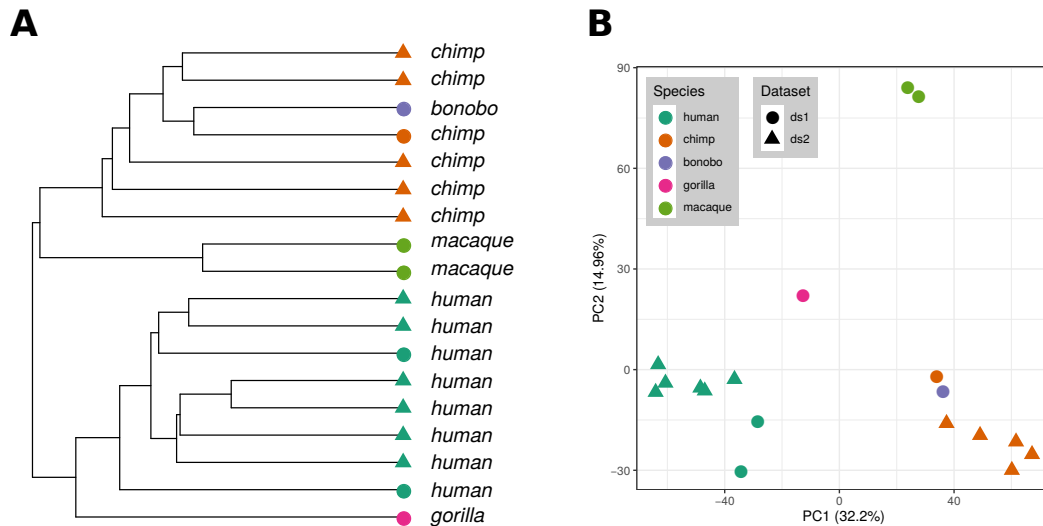 A
chimp
chimp
bonobo
chimp
chimp
chimp
chimp
macaque
macaque
human
human
human
human
human
human
human
human
gorilla
B
Species
human
chimp
bonobo
gorilla
macaque
Dataset
ds1
ds2
90
60
30
0
−30
PC2 (14.96%)
−40
0
40
PC1 (32.2%)